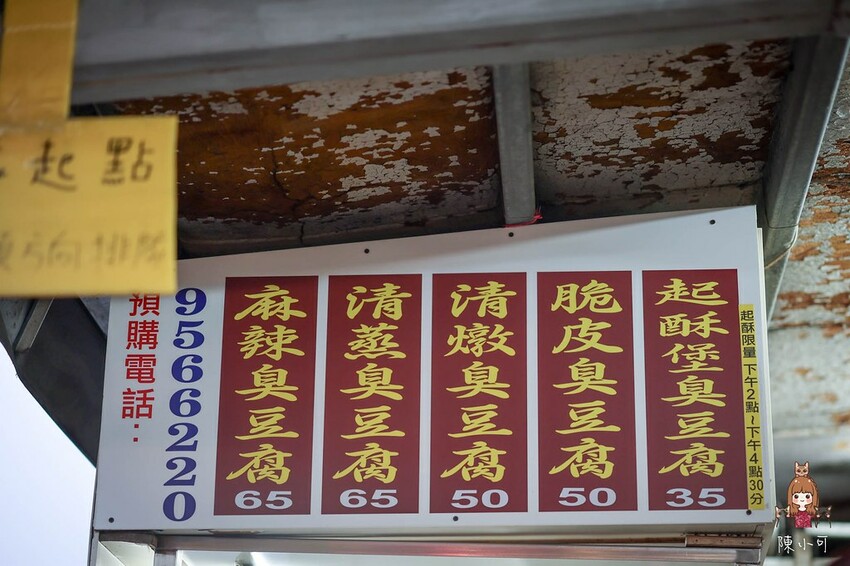 起點
排隊
預購電話:
9566220
麻辣臭豆腐
65
清蒸臭豆腐
65
清燉臭豆腐
50
脆皮臭豆腐
50
起酥堡臭豆腐
35
起酥限量 下午2點~下午4點30分
陳小可